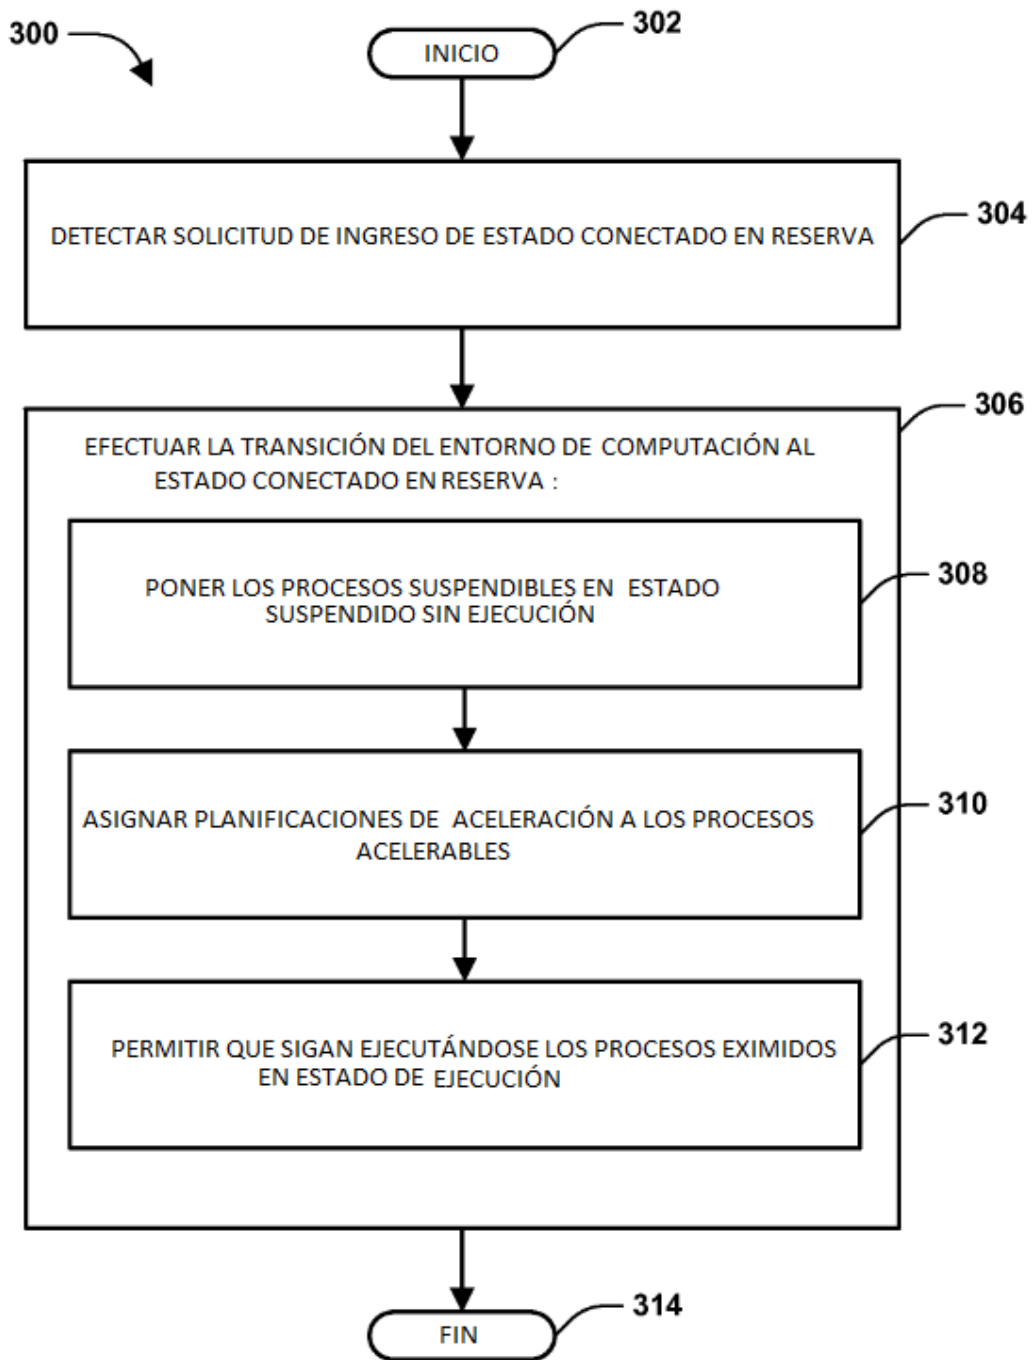 300
INICIO
302
DETECTAR SOLICITUD DE INGRESO DE ESTADO CONECTADO EN RESERVA
304
306
EFECTUAR LA TRANSICIÓN DEL ENTORNO DE COMPUTACIÓN AL
ESTADO CONECTADO EN RESERVA :
PONER LOS PROCESOS SUSPENDIBLES EN ESTADO
SUSPENDIDO SIN EJECUCIÓN
308
ASIGNAR PLANIFICACIONES DE ACELERACIÓN A LOS PROCESOS
ACELERABLES
310
PERMITIR QUE SIGAN EJECUTÁNDOSE LOS PROCESOS EXIMIDOS
EN ESTADO DE EJECUCIÓN
312
FIN
314